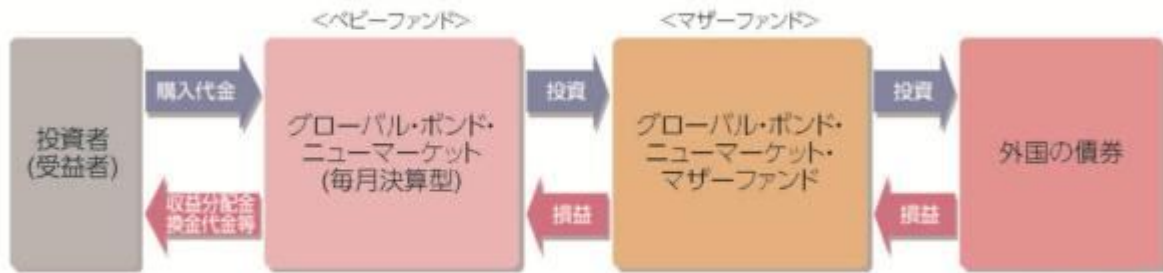 <ベビーファンド>
<マザーファンド>
投資者
(受益者)
購入代金
収益分配金
換金代金等
グローバル・ボンド・
ニューマーケット
(毎月決算型)
投資
損益
グローバル・ボンド・
ニューマーケット・
マザーファンド
投資
損益
外国の債券